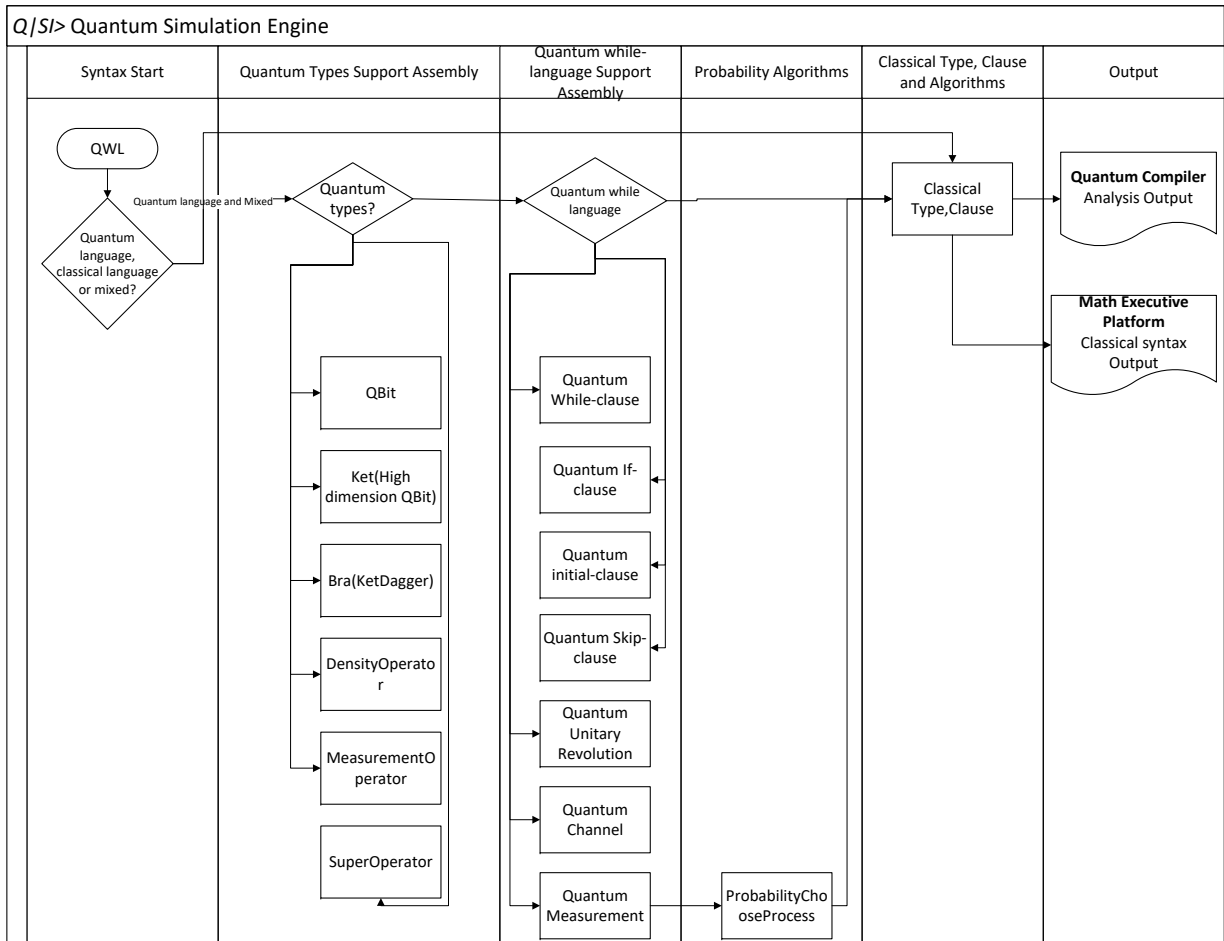 Q|SI> Quantum Simulation Engine
Syntax Start
Quantum Types Support Assembly
Quantum while-
language Support
Assembly
Probability Algorithms
Classical Type, Clause
and Algorithms
Output
QWL
Quantum
language,
classical language
or mixed?
Quantum language and Mixed
Quantum
types?
QBit
Ket(High
dimension QBit)
Bra(KetDagger)
DensityOperato
r
MeasurementO
perator
SuperOperator
Quantum while
language
Quantum
While-clause
Quantum If-
clause
Quantum
initial-clause
Quantum Skip-
clause
Quantum
Unitary
Revolution
Quantum
Channel
Quantum
Measurement
ProbabilityCho
oseProcess
Classical
Type,Clause
Quantum Compiler
Analysis Output
Math Executive
Platform
Classical syntax
Output